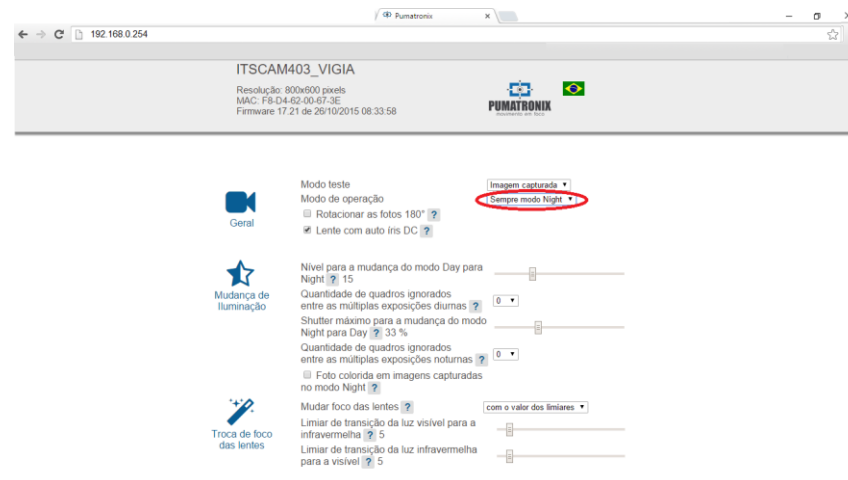 Pumatronix
192.168.0.254
ITSCAM403_VIGIA
Resolução: 800x600 pixels
MAC: F8-D4-62-00-67-3E
Firmware 17.21 de 26/10/2015 08:33:58
PUMATRONIX
movimento em foco
Geral
Modo teste
Imagem capturada
Modo de operação
Sempre modo Night
Rotacionar as fotos 180° ?
Lente com auto íris DC ?
Mudança de
Iluminação
Nível para a mudança do modo Day para
Night ? 15
Quantidade de quadros ignorados
entre as múltiplas exposições diurnas ?
0
Shutter máximo para a mudança do modo
Night para Day ? 33 %
Quantidade de quadros ignorados
entre as múltiplas exposições noturnas ?
0
Foto colorida em imagens capturadas
no modo Night ?
Troca de foco
das lentes
Mudar foco das lentes ?
com o valor dos limiares
Limiar de transição da luz visível para a
infravermelha ? 5
Limiar de transição da luz infravermelha
para a visível ? 5